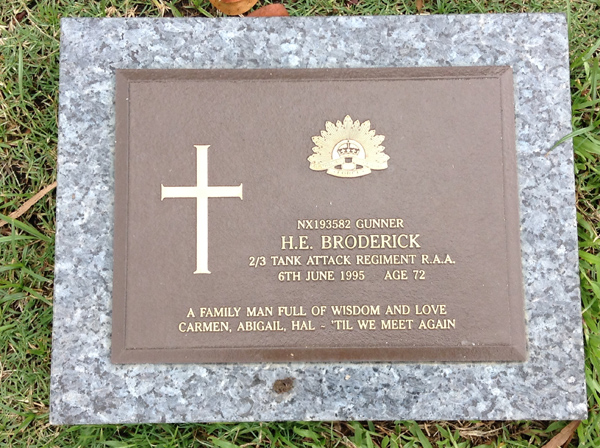 NX193582 GUNNER
H.E. BRODERICK
2/3 TANK ATTACK REGIMENT R.A.A.
6TH JUNE 1995 AGE 72
A FAMILY MAN FULL OF WISDOM AND LOVE
CARMEN, ABIGAIL, HAL - 'TIL WE MEET AGAIN